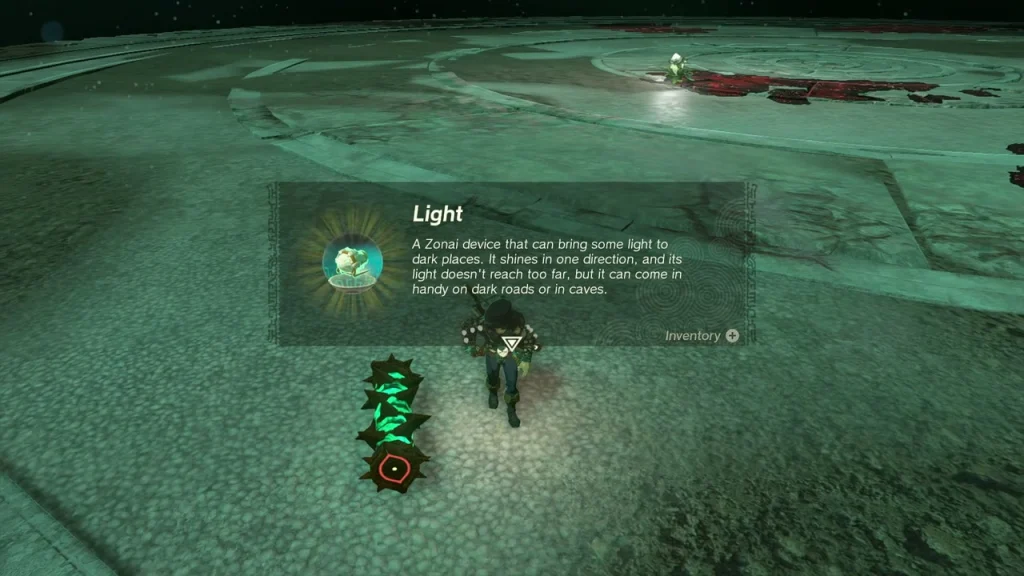 Light
A Zonai device that can bring some light to
dark places. It shines in one direction, and its
light doesn't reach too far, but it can come in
handy on dark roads or in caves.
Inventory